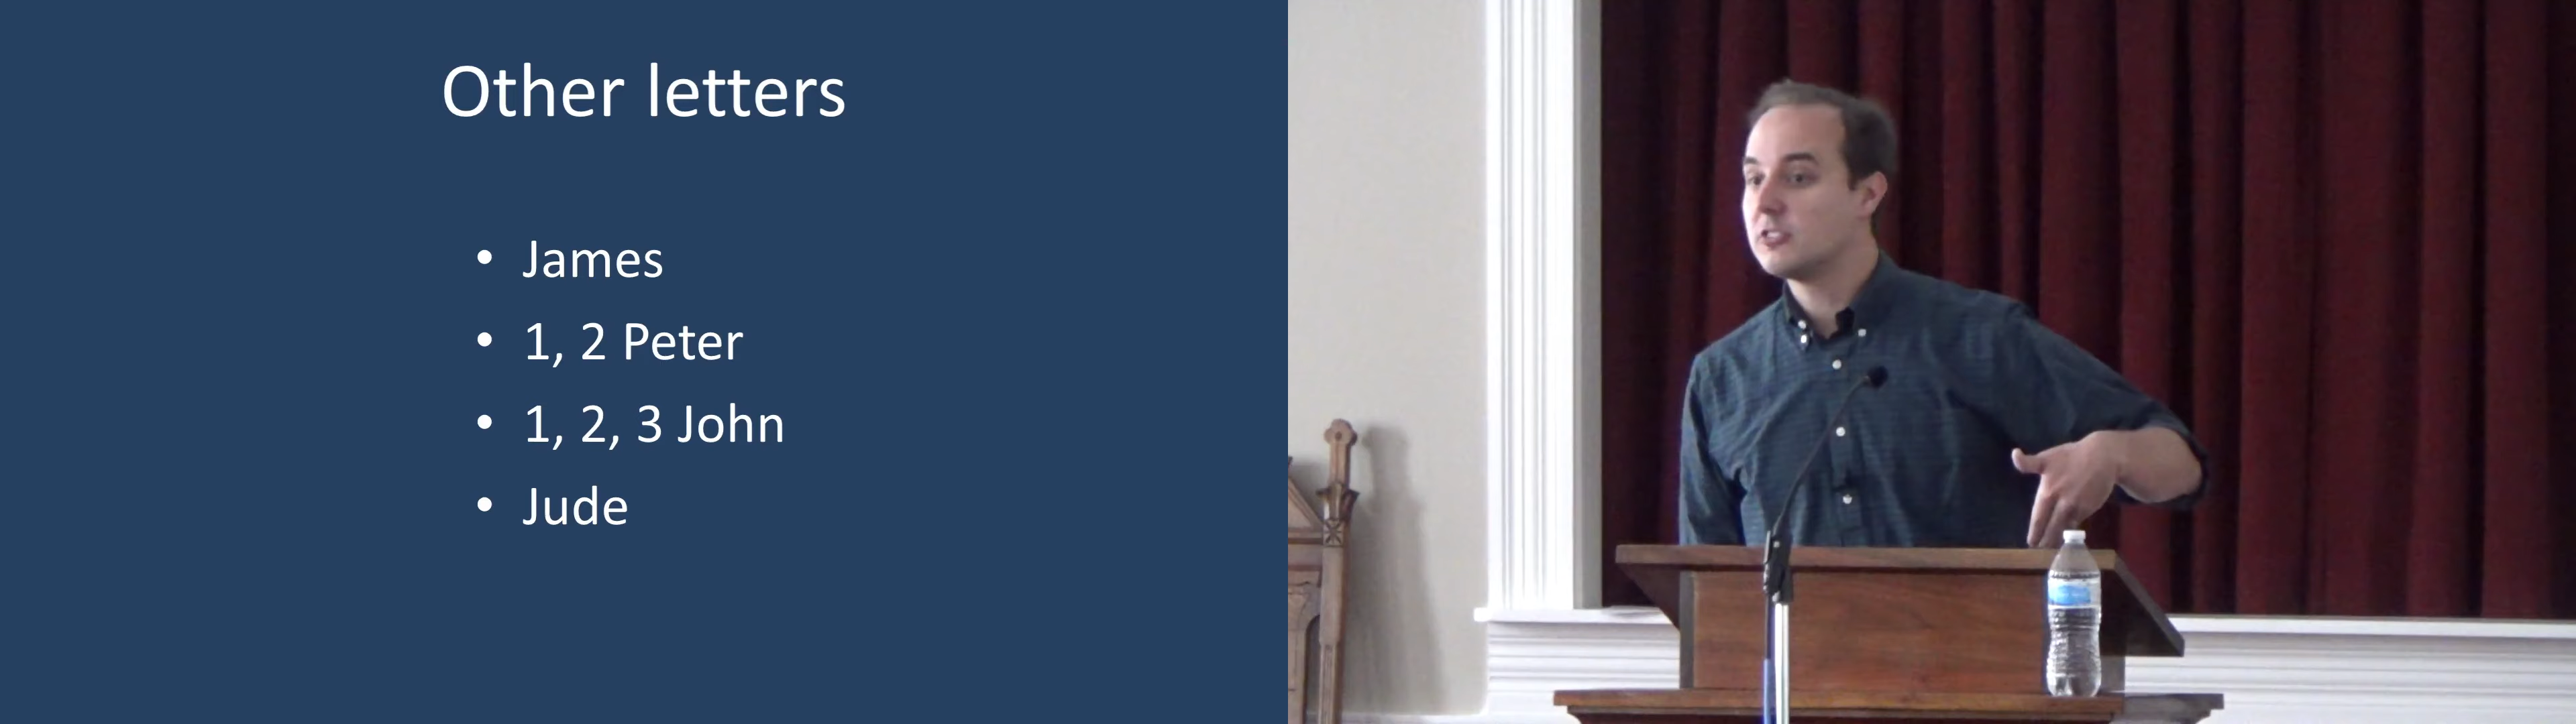 Other letters
• James
• 1, 2 Peter
• 1, 2, 3 John
• Jude